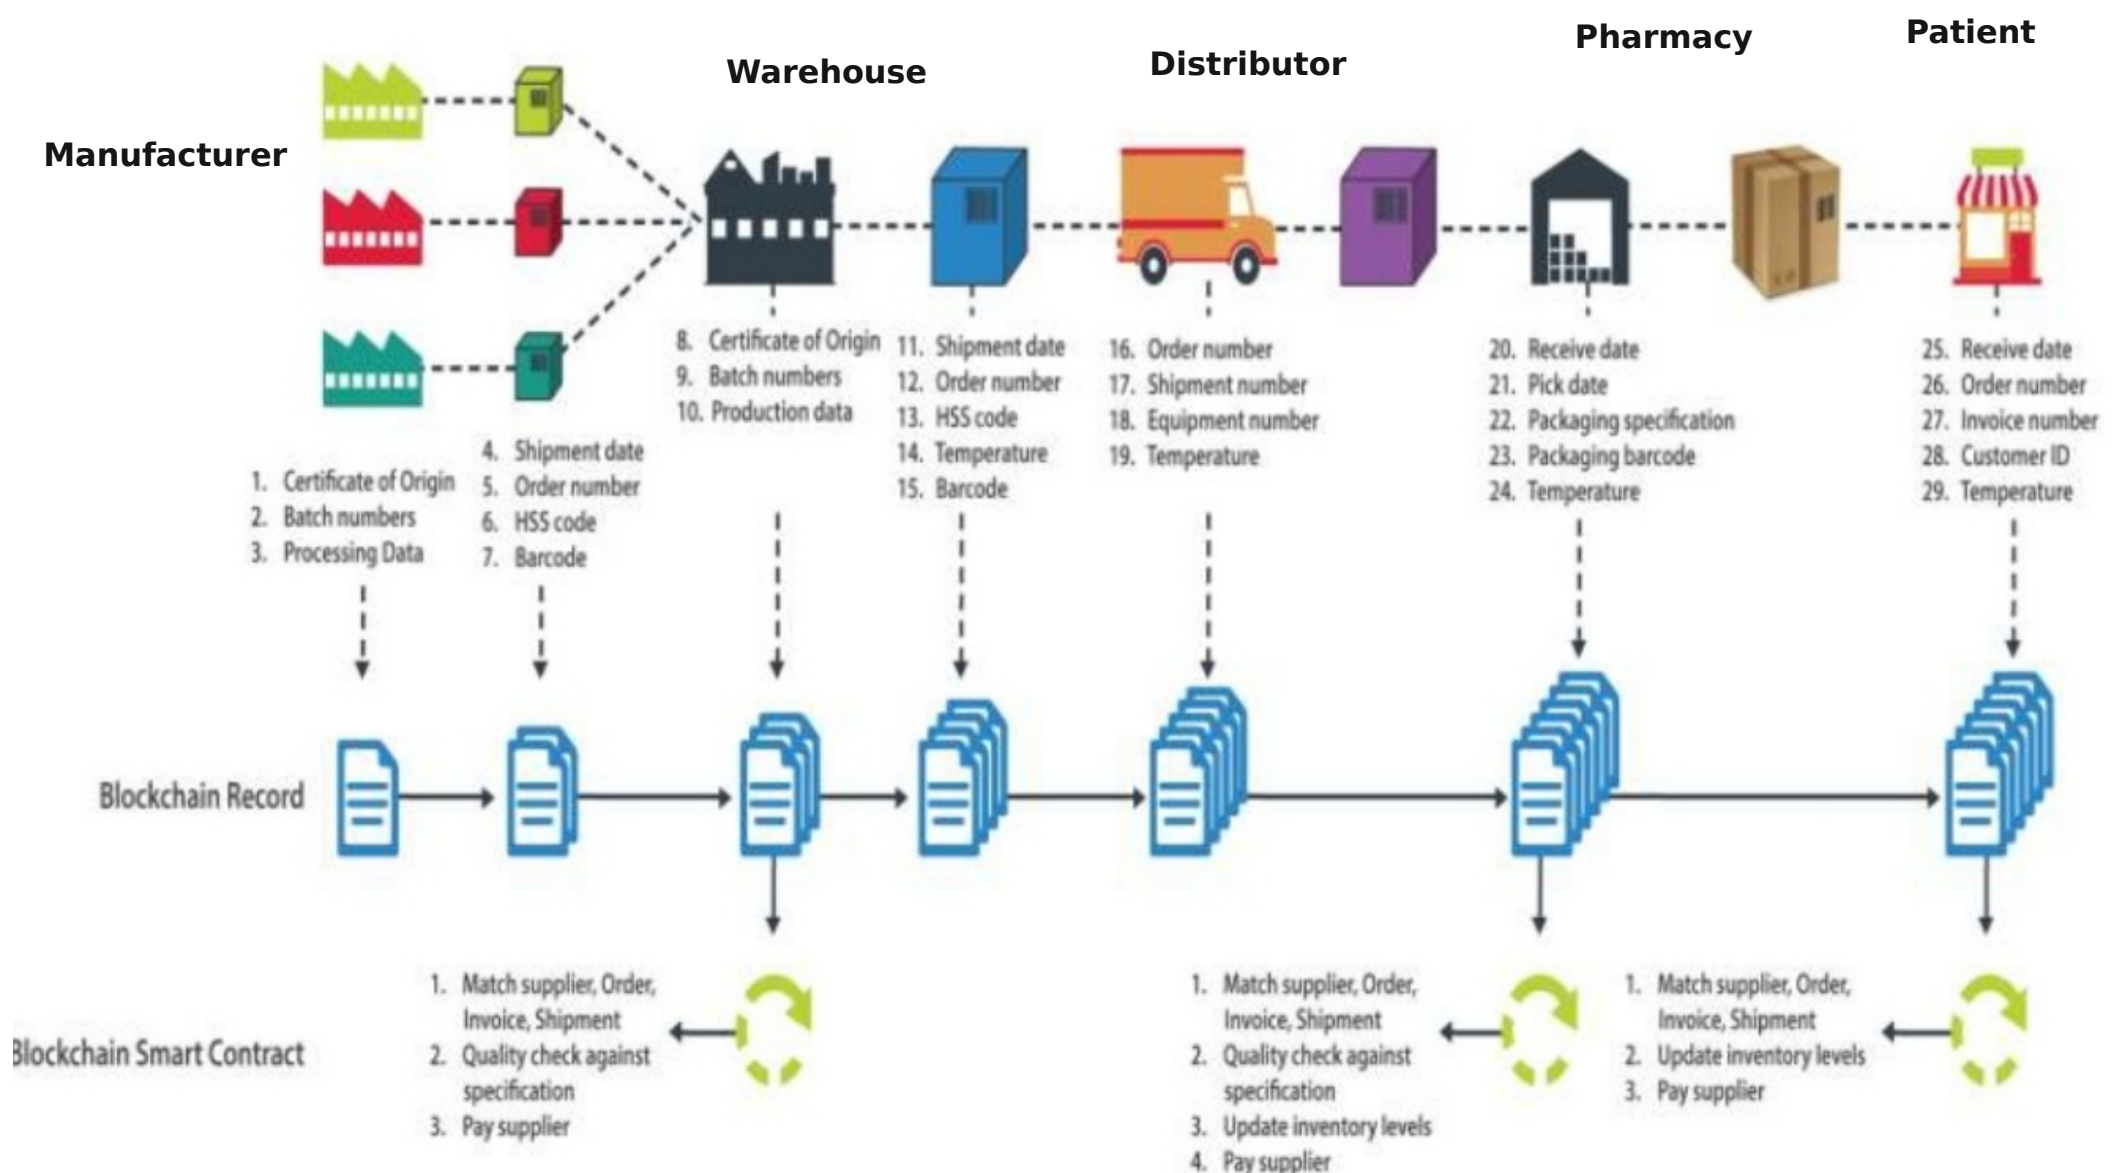 Patient
Pharmacy
Distributor
Warehouse
Manufacturer
1. Certificate of Origin
2. Batch numbers
3. Processing Data
4. Shipment date
5. Order number
6. HSS code
7. Barcode
8. Certificate of Origin
9. Batch numbers
10. Production data
11. Shipment date
12. Order number
13. HSS code
14. Temperature
15. Barcode
16. Order number
17. Shipment number
18. Equipment number
19. Temperature
20. Receive date
21. Pick date
22. Packaging specification
23. Packaging barcode
24. Temperature
25. Receive date
26. Order number
27. Invoice number
28. Customer ID
29. Temperature
Blockchain Record
Blockchain Smart Contract
1. Match supplier, Order,
Invoice, Shipment
2. Quality check against
specification
3. Pay supplier
1. Match supplier, Order,
Invoice, Shipment
2. Quality check against
specification
3. Update inventory levels
4. Pay supplier
1. Match supplier, Order,
Invoice, Shipment
2. Update inventory levels
3. Pay supplier